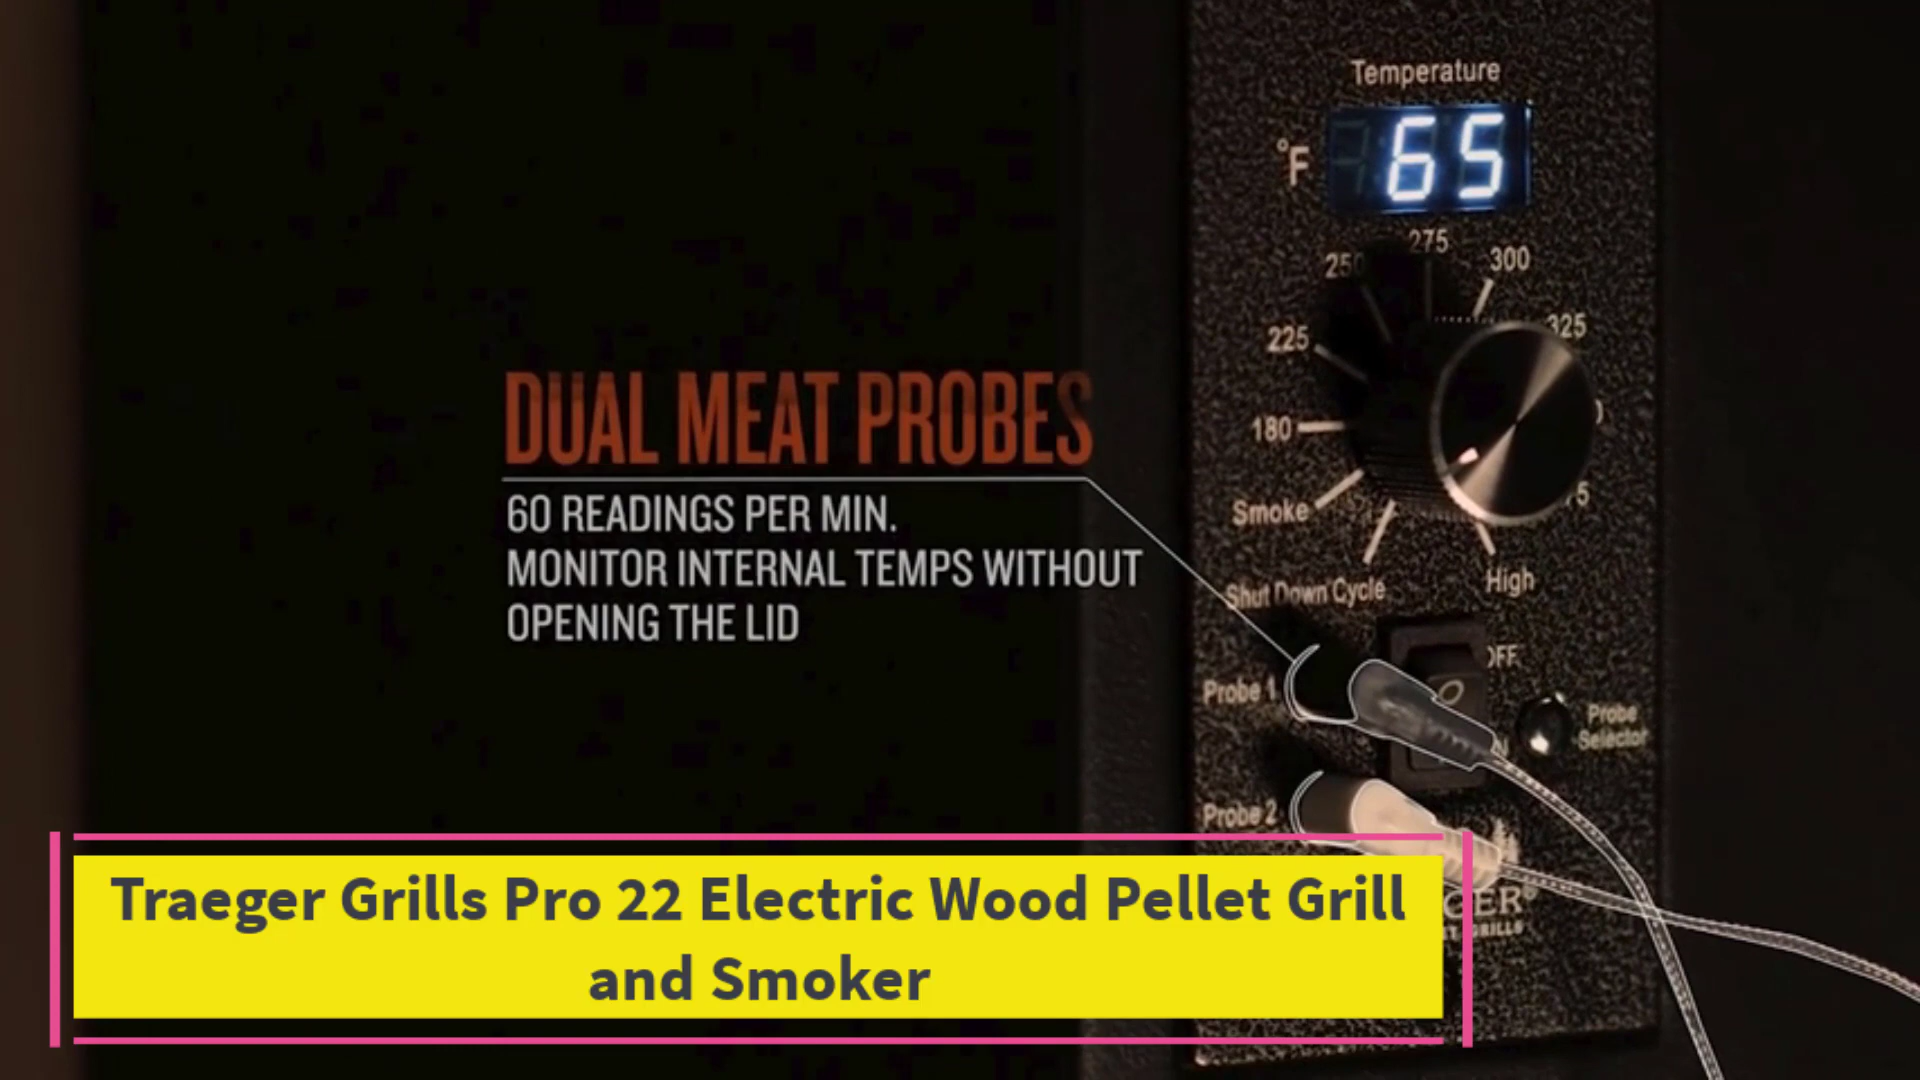 Temperature
°F 65
275
250
300
225
325
180
Smoke
High
Shut Down Cycle
DUAL MEAT PROBES
60 READINGS PER MIN.
MONITOR INTERNAL TEMPS WITHOUT
OPENING THE LID
Probe 1
Probe
Selector
Probe 2
Traeger Grills Pro 22 Electric Wood Pellet Grill
and Smoker